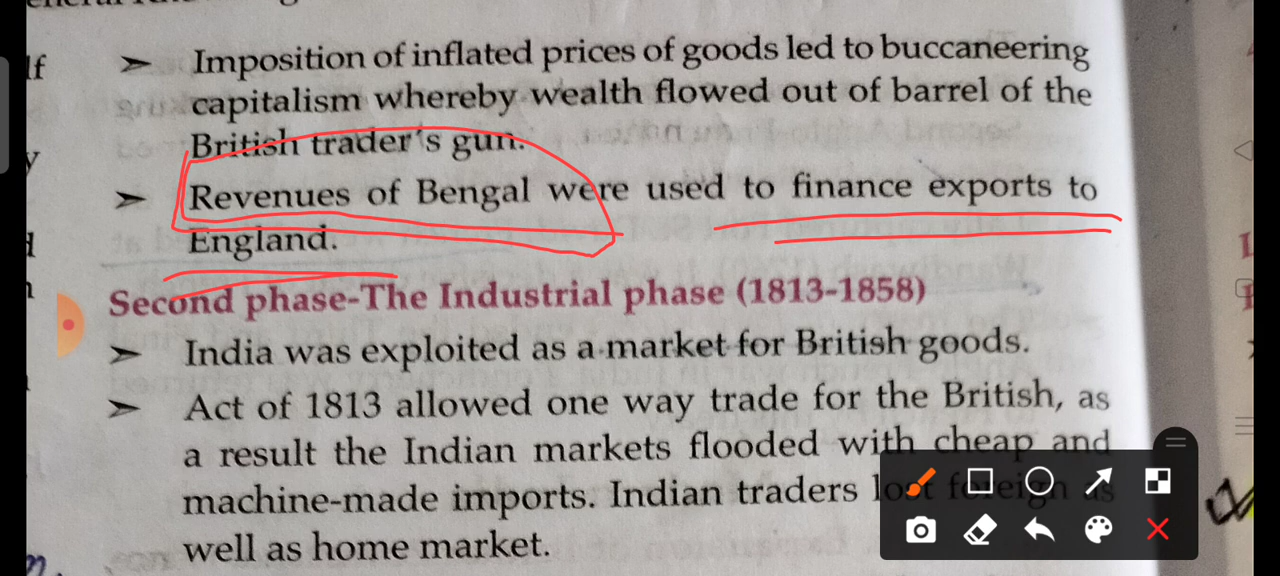 ➤ Imposition of inflated prices of goods led to buccaneering
capitalism whereby wealth flowed out of barrel of the
British trader's gun.
➤ Revenues of Bengal were used to finance exports to
England.
Second phase-The Industrial phase (1813-1858)
➤ India was exploited as a market for British goods.
➤ Act of 1813 allowed one way trade for the British, as
a result the Indian markets flooded with cheap and
machine-made imports. Indian traders lost foreign as
well as home market.